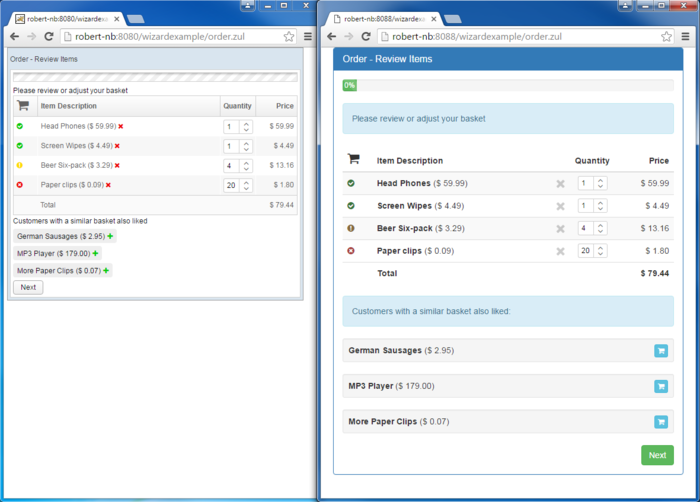 robert-nb:8080/wizardexa
robert-nb:8080/wizardexample/order.zul
Order - Review Items
Please review or adjust your basket
Item Description Quantity Price
Head Phones ($ 59.99) 1 $ 59.99
Screen Wipes ($ 4.49) 1 $ 4.49
Beer Six-pack ($ 3.29) 4 $ 13.16
Paper clips ($ 0.09) 20 $ 1.80
Total $ 79.44
Customers with a similar basket also liked
German Sausages ($ 2.95)
MP3 Player ($ 179.00)
More Paper Clips ($ 0.07)
Next
robert-nb:8088/wizardexa
robert-nb:8088/wizardexample/order.zul
Order - Review Items
0%
Please review or adjust your basket
Item Description Quantity Price
Head Phones ($ 59.99) 1 $ 59.99
Screen Wipes ($ 4.49) 1 $ 4.49
Beer Six-pack ($ 3.29) 4 $ 13.16
Paper clips ($ 0.09) 20 $ 1.80
Total $ 79.44
Customers with a similar basket also liked:
German Sausages ($ 2.95)
MP3 Player ($ 179.00)
More Paper Clips ($ 0.07)
Next